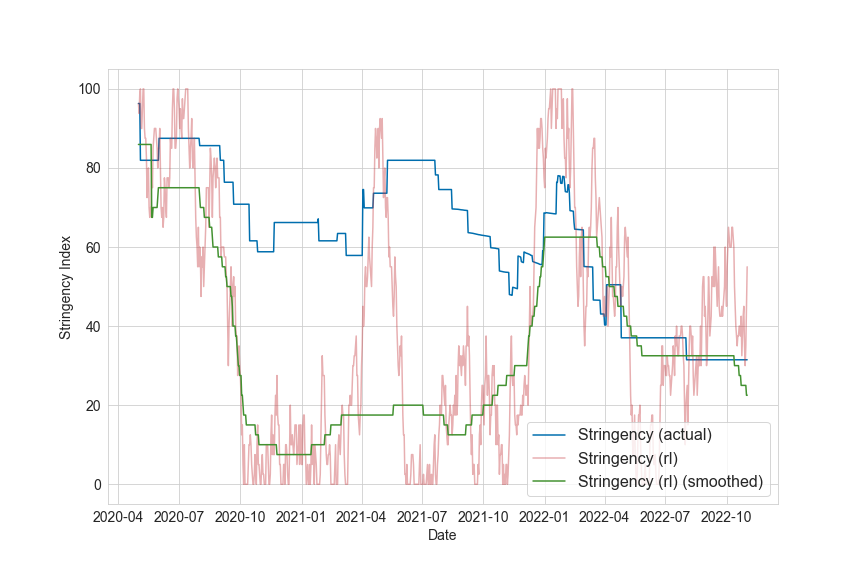 100
80
60
40
20
0
Stringency Index
2020-04 2020-07 2020-10 2021-01 2021-04 2021-07 2021-10 2022-01 2022-04 2022-07 2022-10
Date
Stringency (actual)
Stringency (rl)
Stringency (rl) (smoothed)